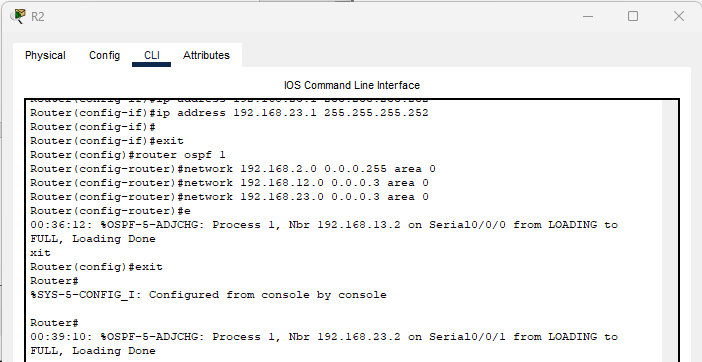 R2
Physical Config CLI Attributes
IOS Command Line Interface
Router(config-if)#ip address 192.168.23.1 255.255.255.252
Router(config-if)#
Router(config-if)#exit
Router(config)#router ospf 1
Router(config-router)#network 192.168.2.0 0.0.0.255 area 0
Router(config-router)#network 192.168.12.0 0.0.0.3 area 0
Router(config-router)#network 192.168.23.0 0.0.0.3 area 0
Router(config-router)#e
00:36:12: %OSPF-5-ADJCHG: Process 1, Nbr 192.168.13.2 on Serial0/0/0 from LOADING to
FULL, Loading Done
xit
Router(config)#exit
Router#
%SYS-5-CONFIG_I: Configured from console by console
Router#
00:39:10: %OSPF-5-ADJCHG: Process 1, Nbr 192.168.23.2 on Serial0/0/1 from LOADING to
FULL, Loading Done